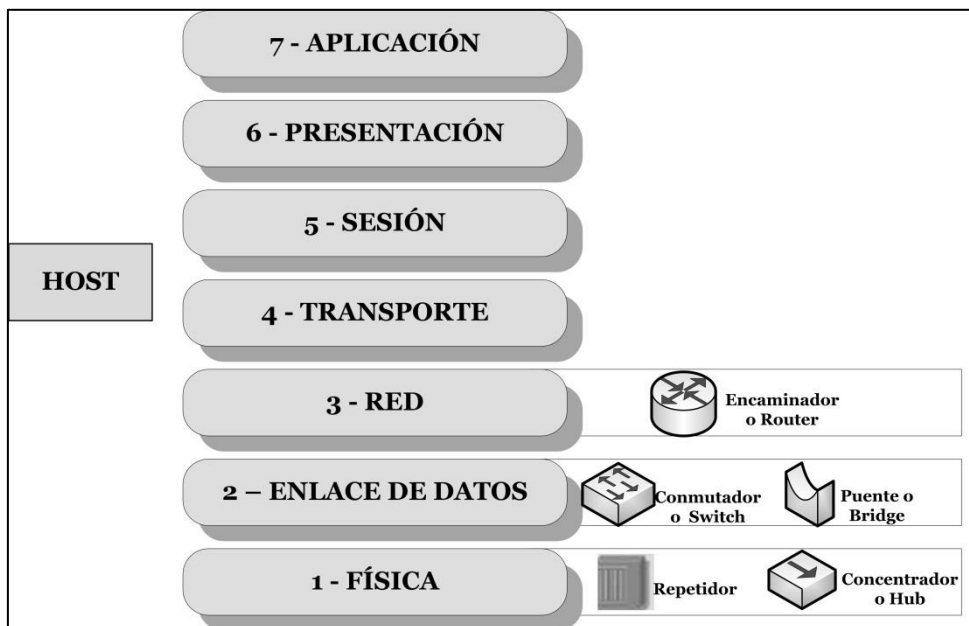 7 - APLICACIÓN
6 - PRESENTACIÓN
5 - SESIÓN
HOST
4 - TRANSPORTE
3 - RED
Encaminador
o Router
2 – ENLACE DE DATOS
Conmutador
o Switch
Puente o
Bridge
1 - FÍSICA
Repetidor
Concentrador
o Hub